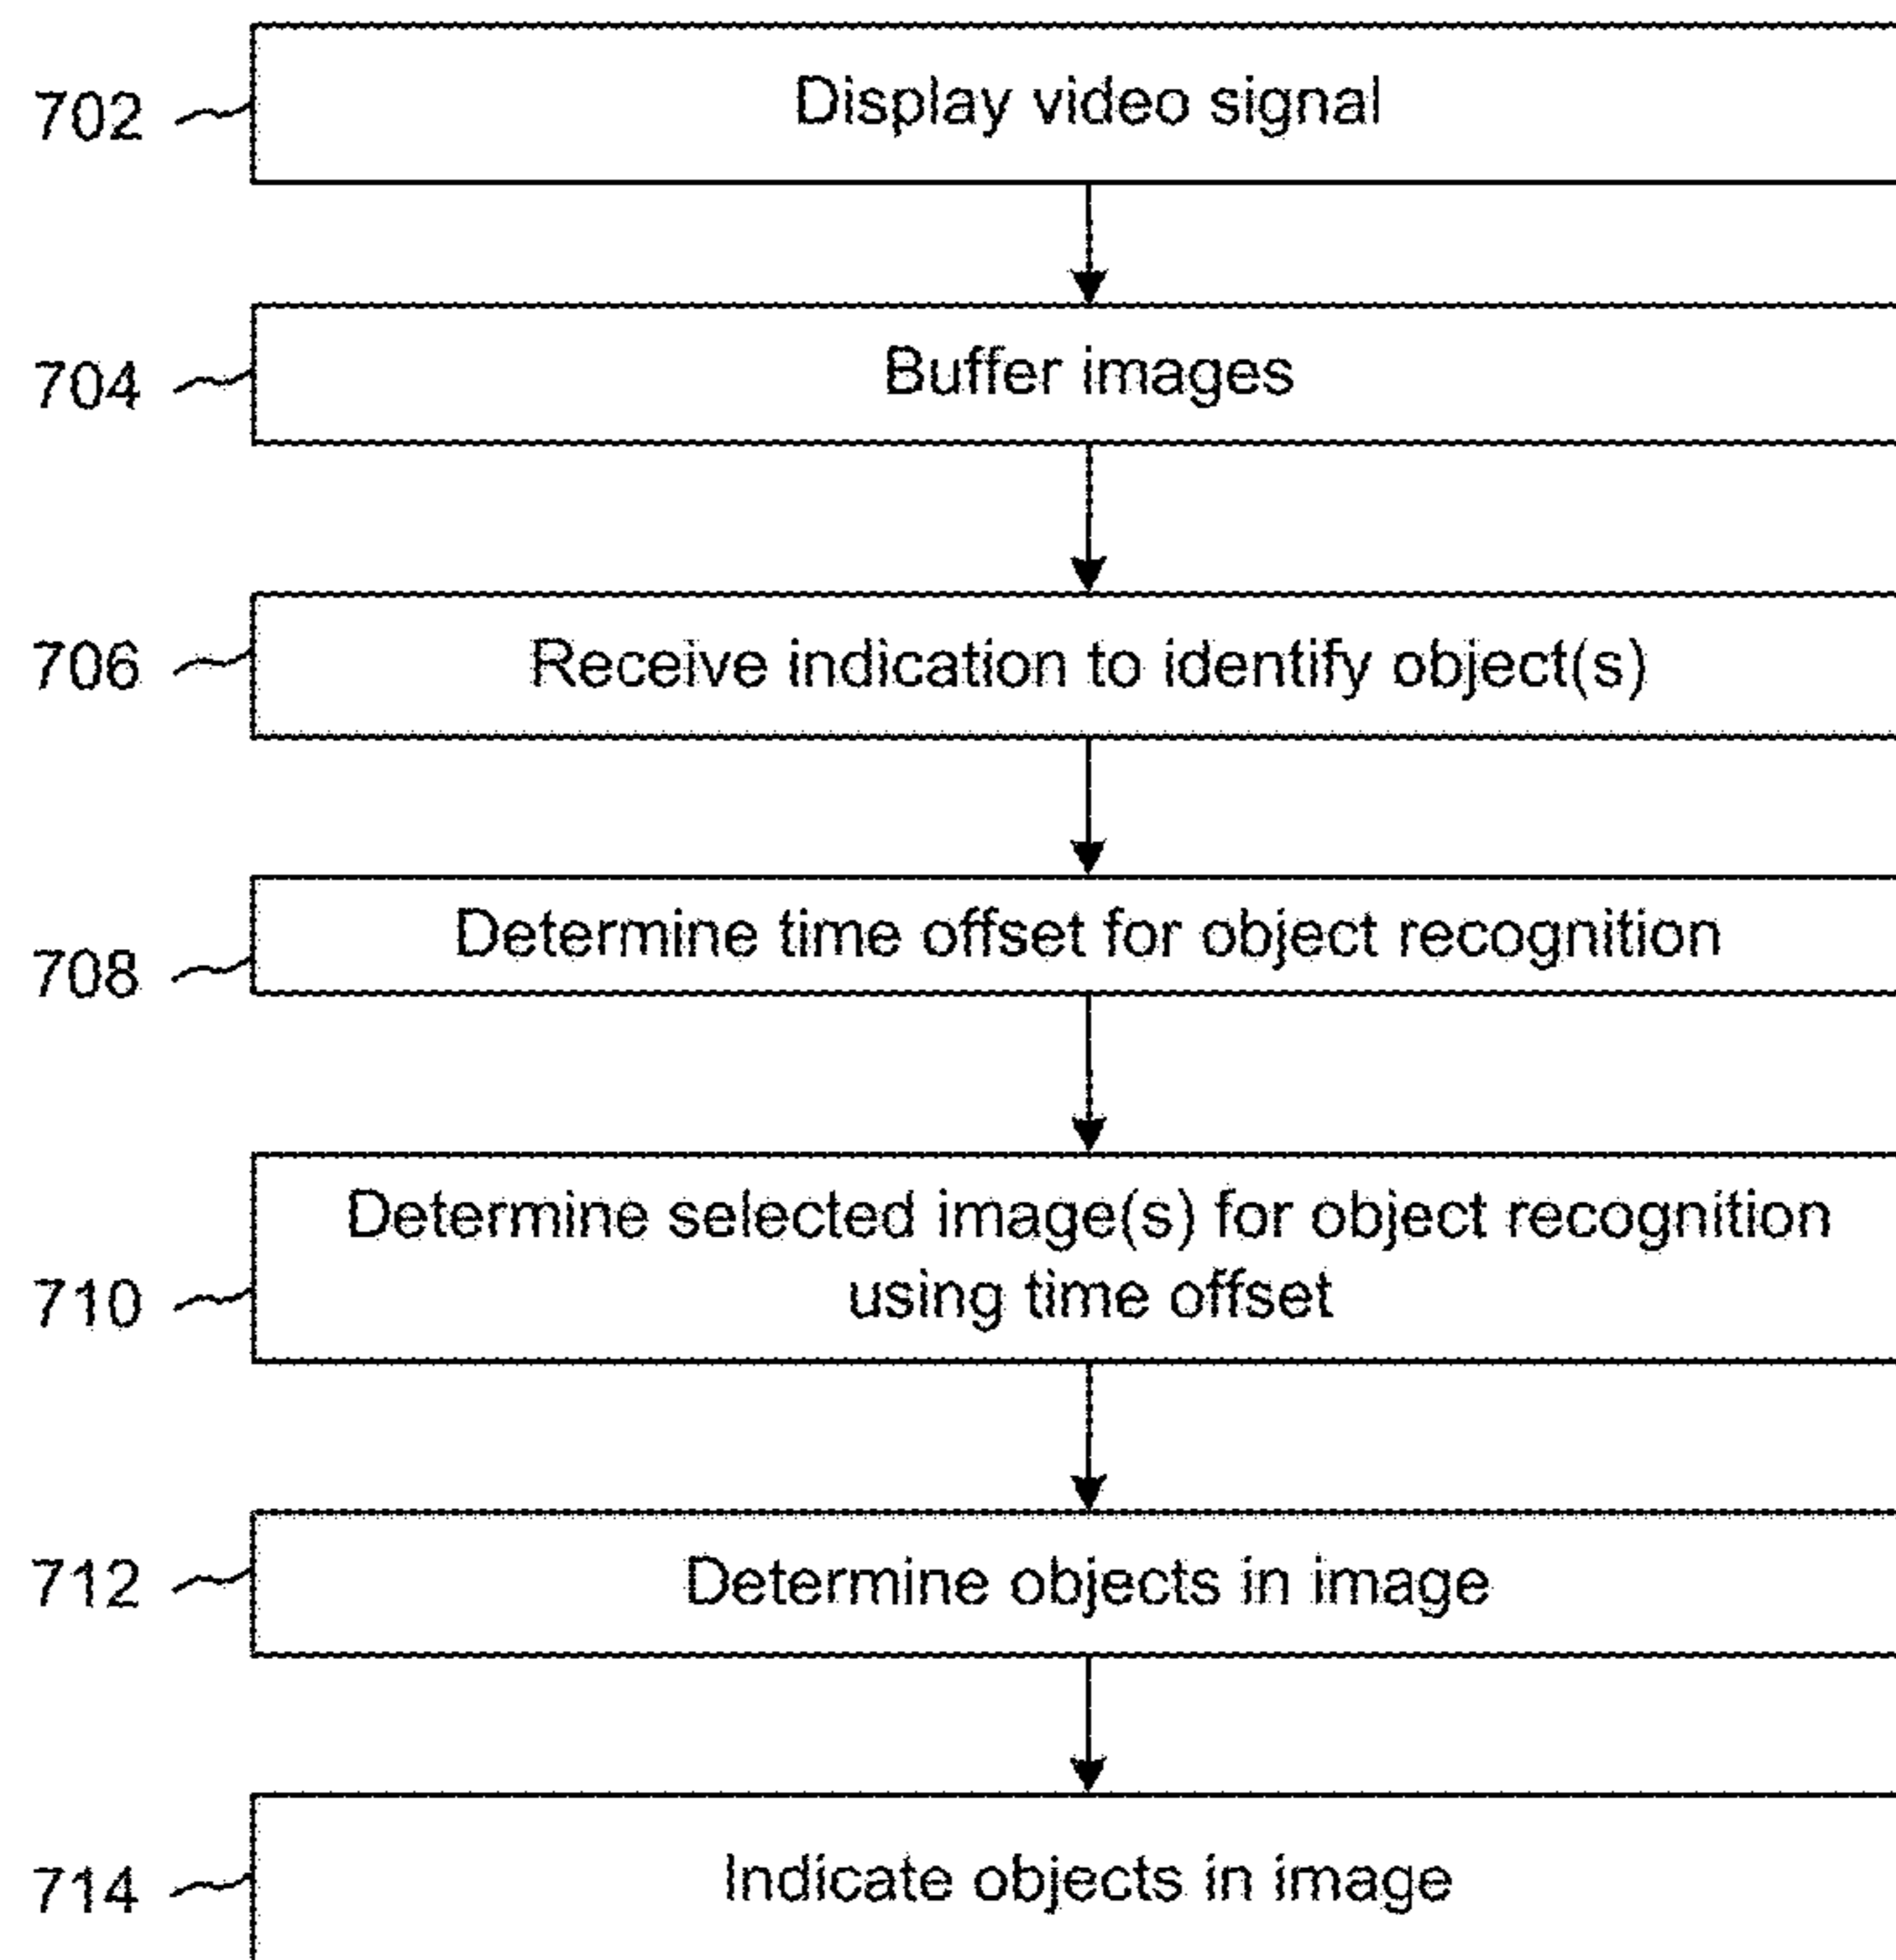 702 Display video signal
704 Buffer images
706 Receive indication to identify object(s)
708 Determine time offset for object recognition
Determine selected image(s) for object recognition
710 using time offset
712 Determine objects in image
714 Indicate objects in image